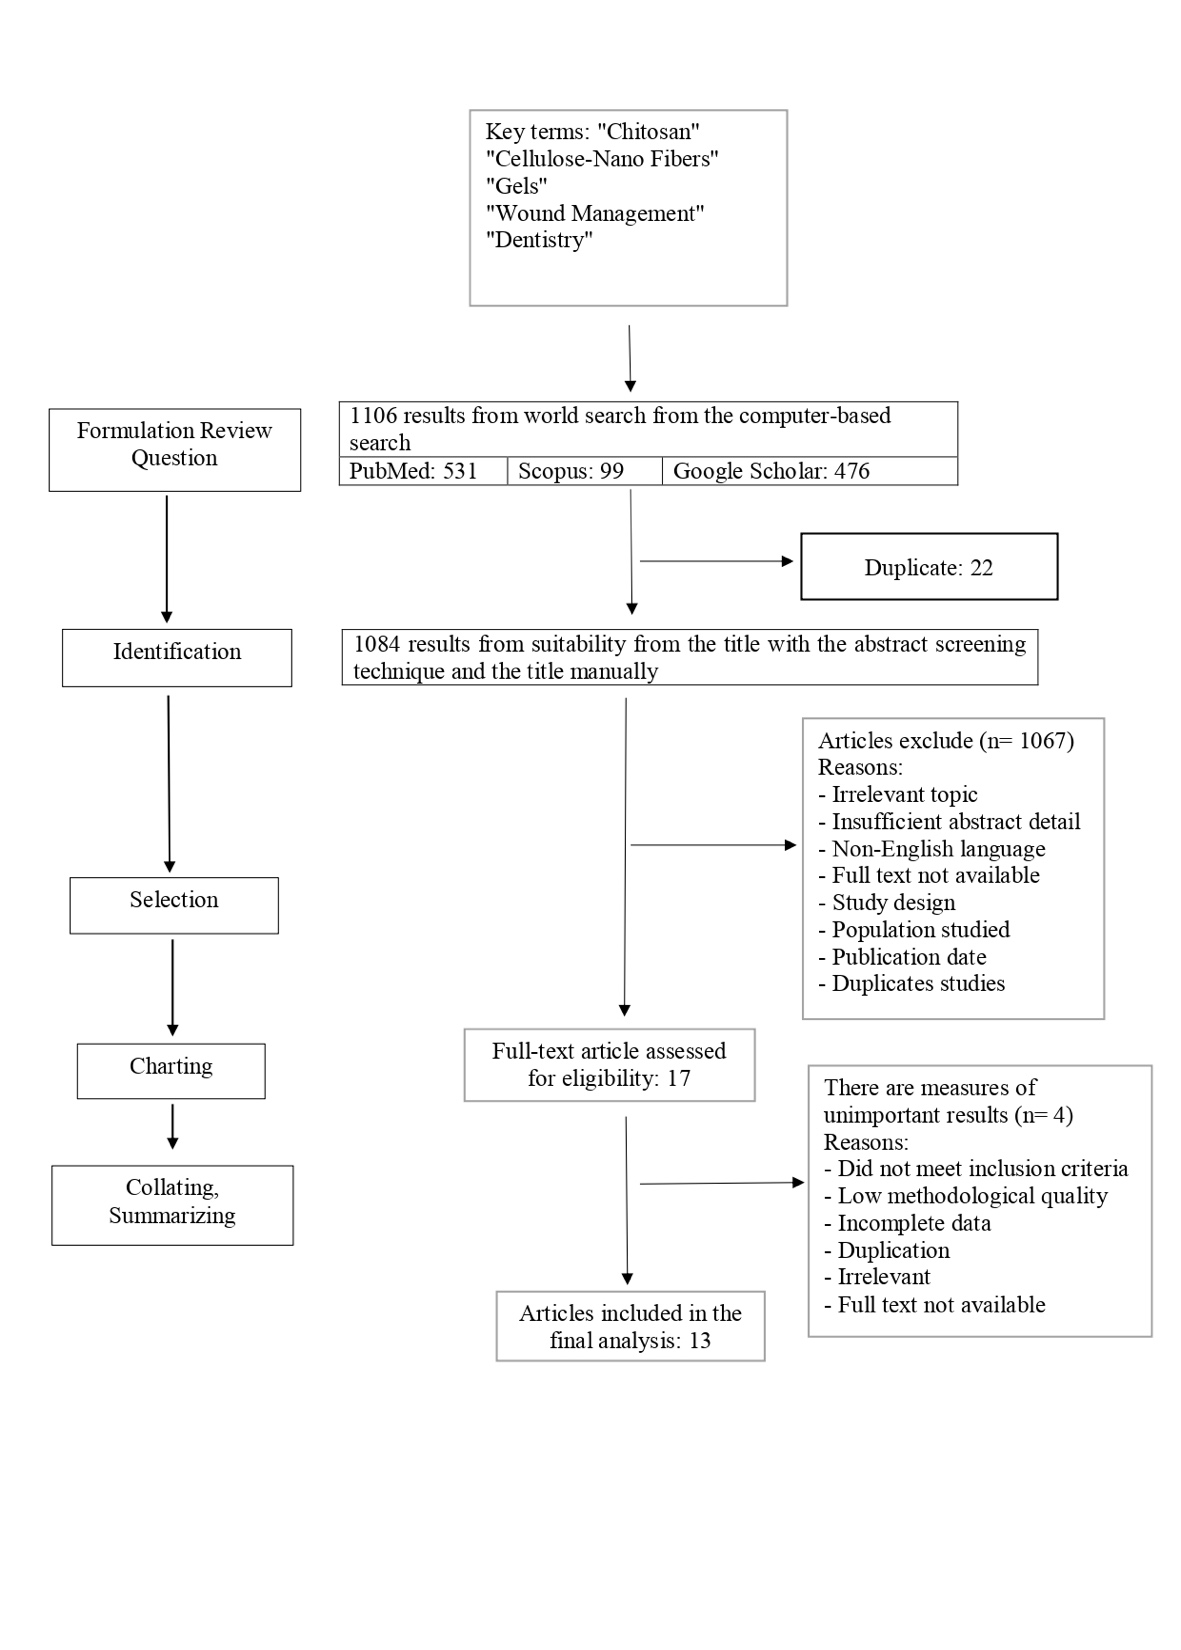 Key terms: "Chitosan"
"Cellulose-Nano Fibers"
"Gels"
"Wound Management"
"Dentistry"
1106 results from world search from the computer-based
search
PubMed: 531
Scopus: 99
Google Scholar: 476
Formulation Review
Question
Duplicate: 22
Identification
1084 results from suitability from the title with the abstract screening
technique and the title manually
Articles exclude (n= 1067)
Reasons:
- Irrelevant topic
- Insufficient abstract detail
- Non-English language
- Full text not available
- Study design
- Population studied
- Publication date
- Duplicates studies
Selection
Full-text article assessed
for eligibility: 17
Charting
There are measures of
unimportant results (n= 4)
Reasons:
- Did not meet inclusion criteria
- Low methodological quality
- Incomplete data
- Duplication
- Irrelevant
- Full text not available
Collating,
Summarizing
Articles included in the
final analysis: 13